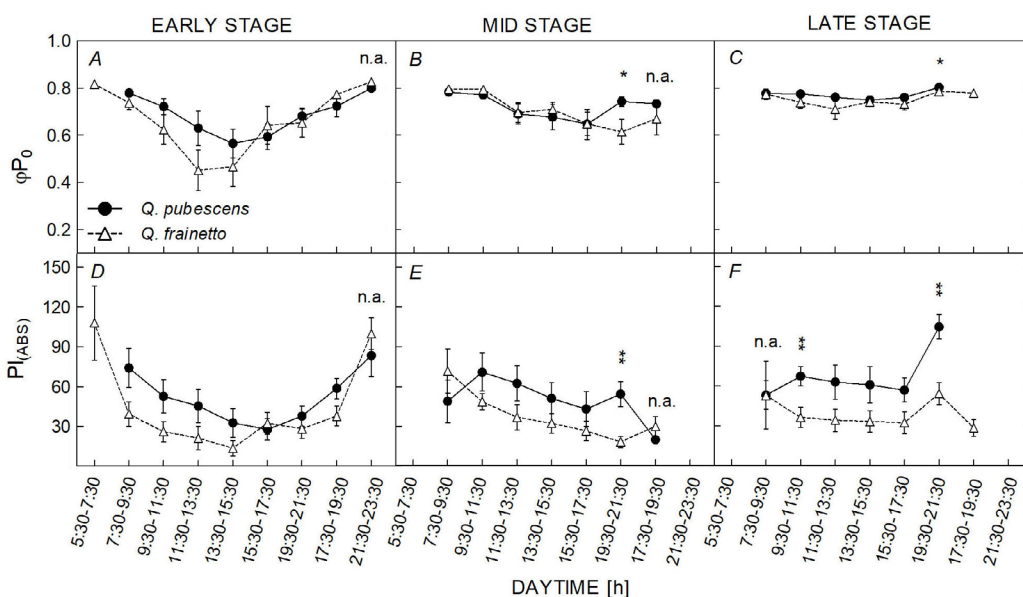 EARLY STAGE MID STAGE LATE STAGE
1.0 A n.a. B * n.a. C *
0.8
0.6
φP0
0.4
0.2
Q. pubescens
Q. frainetto
150 D n.a. E ** n.a. F n.a. ** **
120
90
PI(ABS)
60
30
5:30-7:30 7:30-9:30 9:30-11:30 11:30-13:30 13:30-15:30 15:30-17:30 19:30-21:30 17:30-19:30 21:30-23:30 5:30-7:30 7:30-9:30 9:30-11:30 11:30-13:30 13:30-15:30 15:30-17:30 19:30-21:30 17:30-19:30 21:30-23:30 5:30-7:30 7:30-9:30 9:30-11:30 11:30-13:30 13:30-15:30 15:30-17:30 19:30-21:30 17:30-19:30 21:30-23:30
DAYTIME [h]